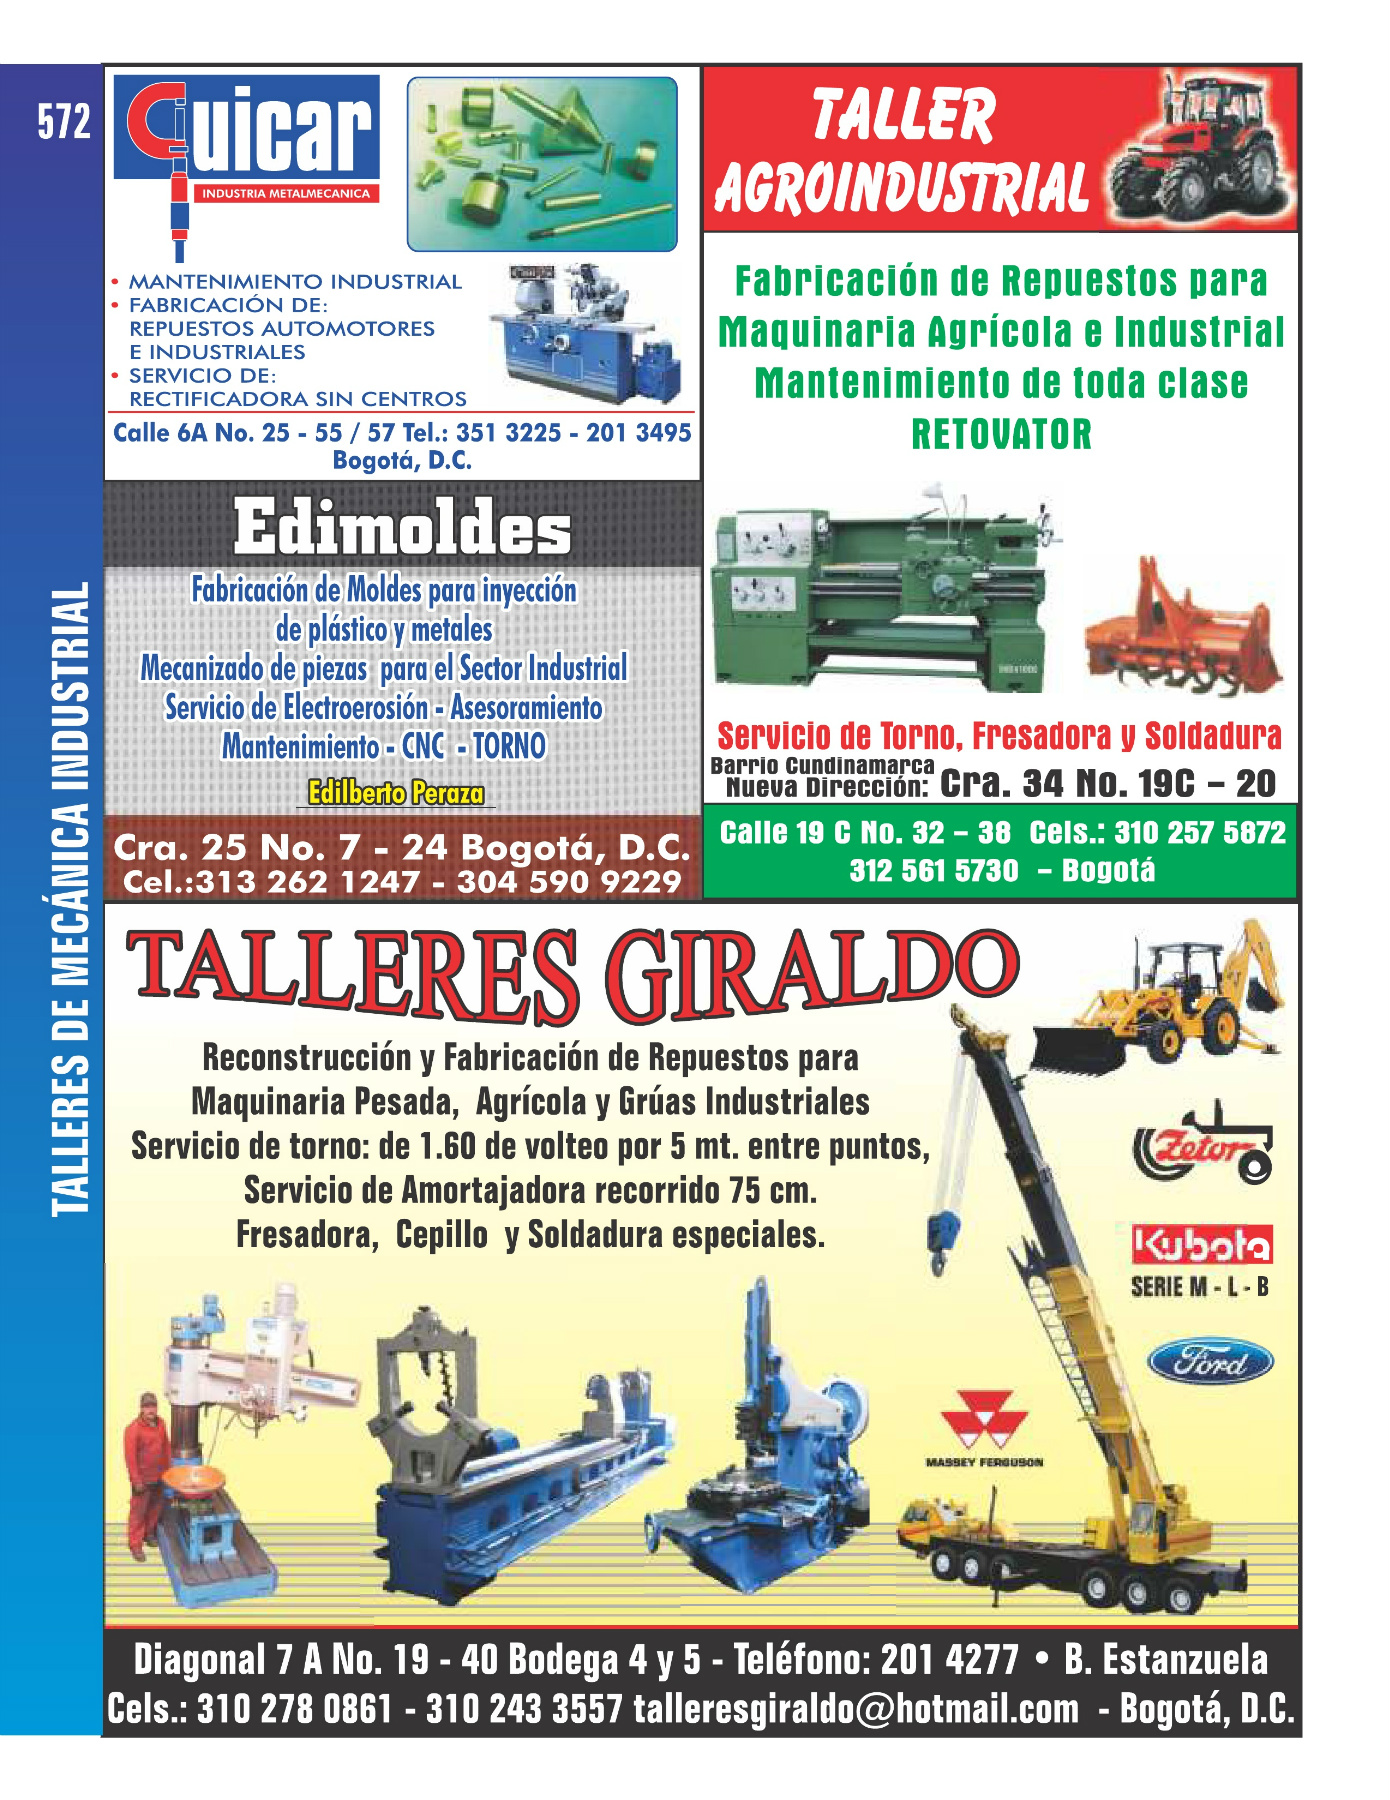 572
TALLERES DE MECÁNICA INDUSTRIAL
Quicar
INDUSTRIA METALMECANICA
• MANTENIMIENTO INDUSTRIAL
• FABRICACIÓN DE:
REPUESTOS AUTOMOTORES
E INDUSTRIALES
• SERVICIO DE:
RECTIFICADORA SIN CENTROS
Calle 6A No. 25 - 55 / 57 Tel.: 351 3225 - 201 3495
Bogotá, D.C.
Edimoldes
Fabricación de Moldes para inyección
de plástico y metales
Mecanizado de piezas para el Sector Industrial
Servicio de Electroerosión - Asesoramiento
Mantenimiento - CNC - TORNO
Edilberto Peraza
Cra. 25 No. 7 - 24 Bogotá, D.C.
Cel.:313 262 1247 - 304 590 9229
TALLER
AGROINDUSTRIAL
Fabricación de Repuestos para
Maquinaria Agrícola e Industrial
Mantenimiento de toda clase
RETOVATOR
Servicio de Torno, Fresadora y Soldadura
Barrio Cundinamarca
Nueva Dirección: Cra. 34 No. 19C – 20
Calle 19 C No. 32 – 38 Cels.: 310 257 5872
312 561 5730 – Bogotá
TALLERES GIRALDO
Reconstrucción y Fabricación de Repuestos para
Maquinaria Pesada, Agrícola y Grúas Industriales
Servicio de torno: de 1.60 de volteo por 5 mt. entre puntos,
Servicio de Amortajadora recorrido 75 cm.
Fresadora, Cepillo y Soldadura especiales.
Zetor
Kubota
SERIE M - L - B
Ford
MASSEY FERGUSON
Diagonal 7 A No. 19 - 40 Bodega 4 y 5 - Teléfono: 201 4277 • B. Estanzuela
Cels.: 310 278 0861 - 310 243 3557 talleresgiraldo@hotmail.com - Bogotá, D.C.